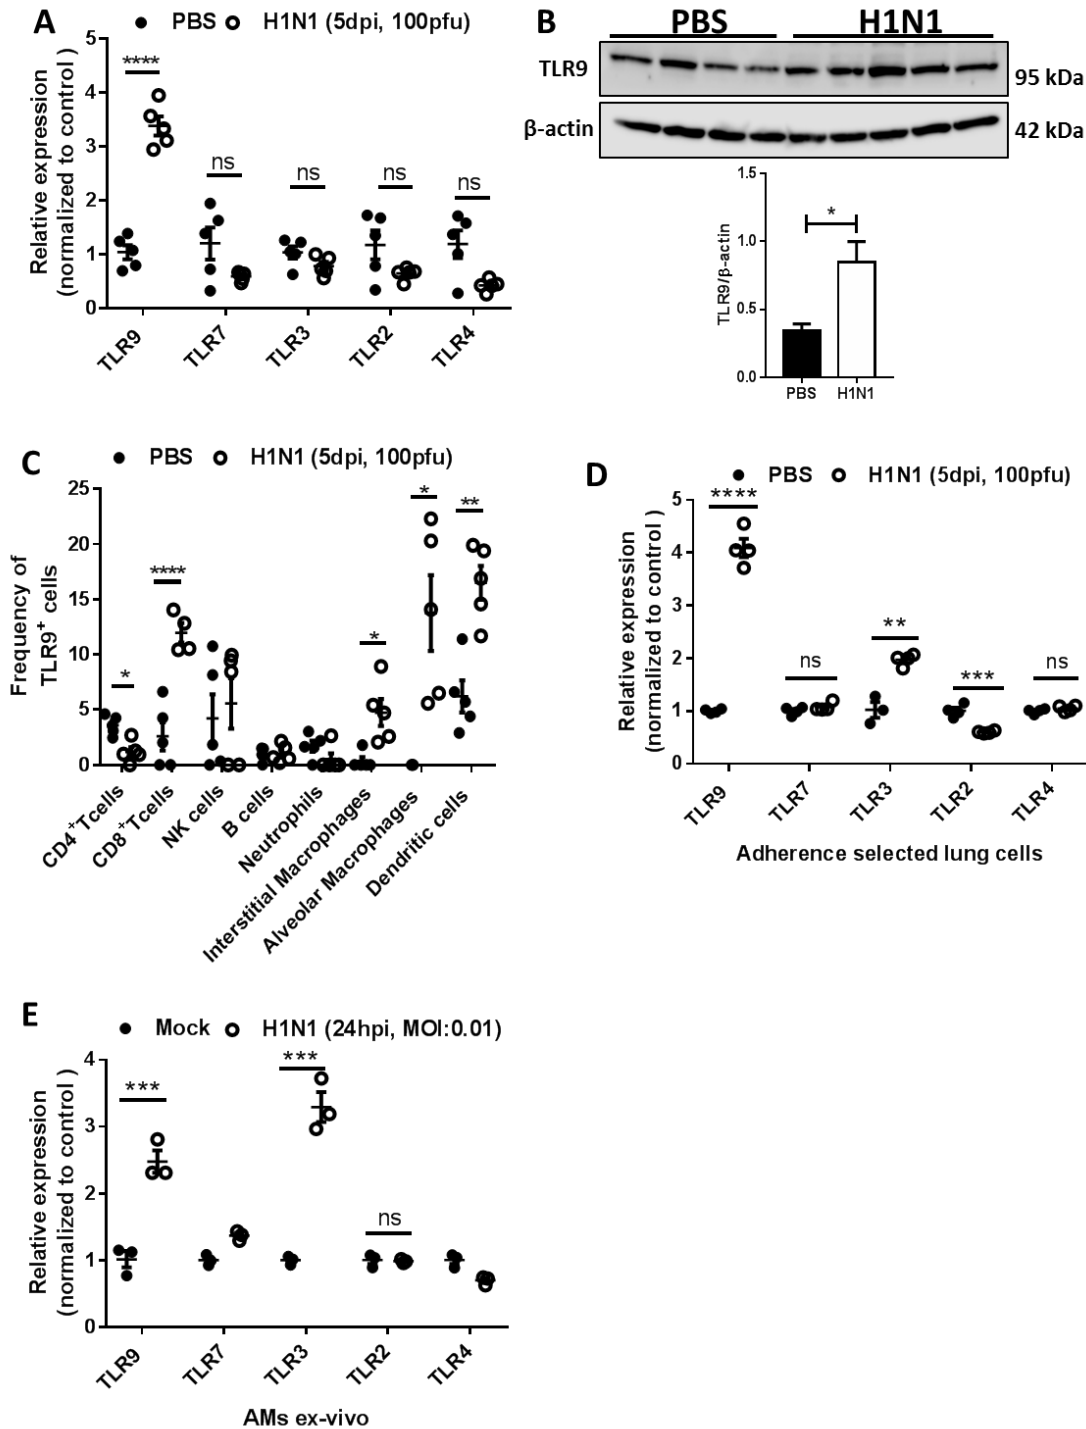 A
PBS H1N1 (5dpi, 100pfu)
Relative expression
(normalized to control )
5
4
3
2
1
0
****
ns
ns
ns
ns
TLR9
TLR7
TLR3
TLR2
TLR4
B
PBS H1N1
TLR9
95 kDa
β-actin
42 kDa
TLR9/β-actin
1.5
1.0
0.5
0.0
*
PBS
H1N1
C
PBS H1N1 (5dpi, 100pfu)
Frequency of
TLR9+ cells
25
20
15
10
5
0
*
****
*
*
**
CD4+Tcells
CD8+Tcells
NK cells
B cells
Neutrophils
Interstitial Macrophages
Alveolar Macrophages
Dendritic cells
D
PBS H1N1 (5dpi, 100pfu)
Relative expression
(normalized to control )
5
4
3
2
1
0
****
ns
**
***
ns
TLR9
TLR7
TLR3
TLR2
TLR4
Adherence selected lung cells
E
Mock H1N1 (24hpi, MOI:0.01)
Relative expression
(normalized to control )
4
3
2
1
0
***
***
ns
TLR9
TLR7
TLR3
TLR2
TLR4
AMs ex-vivo